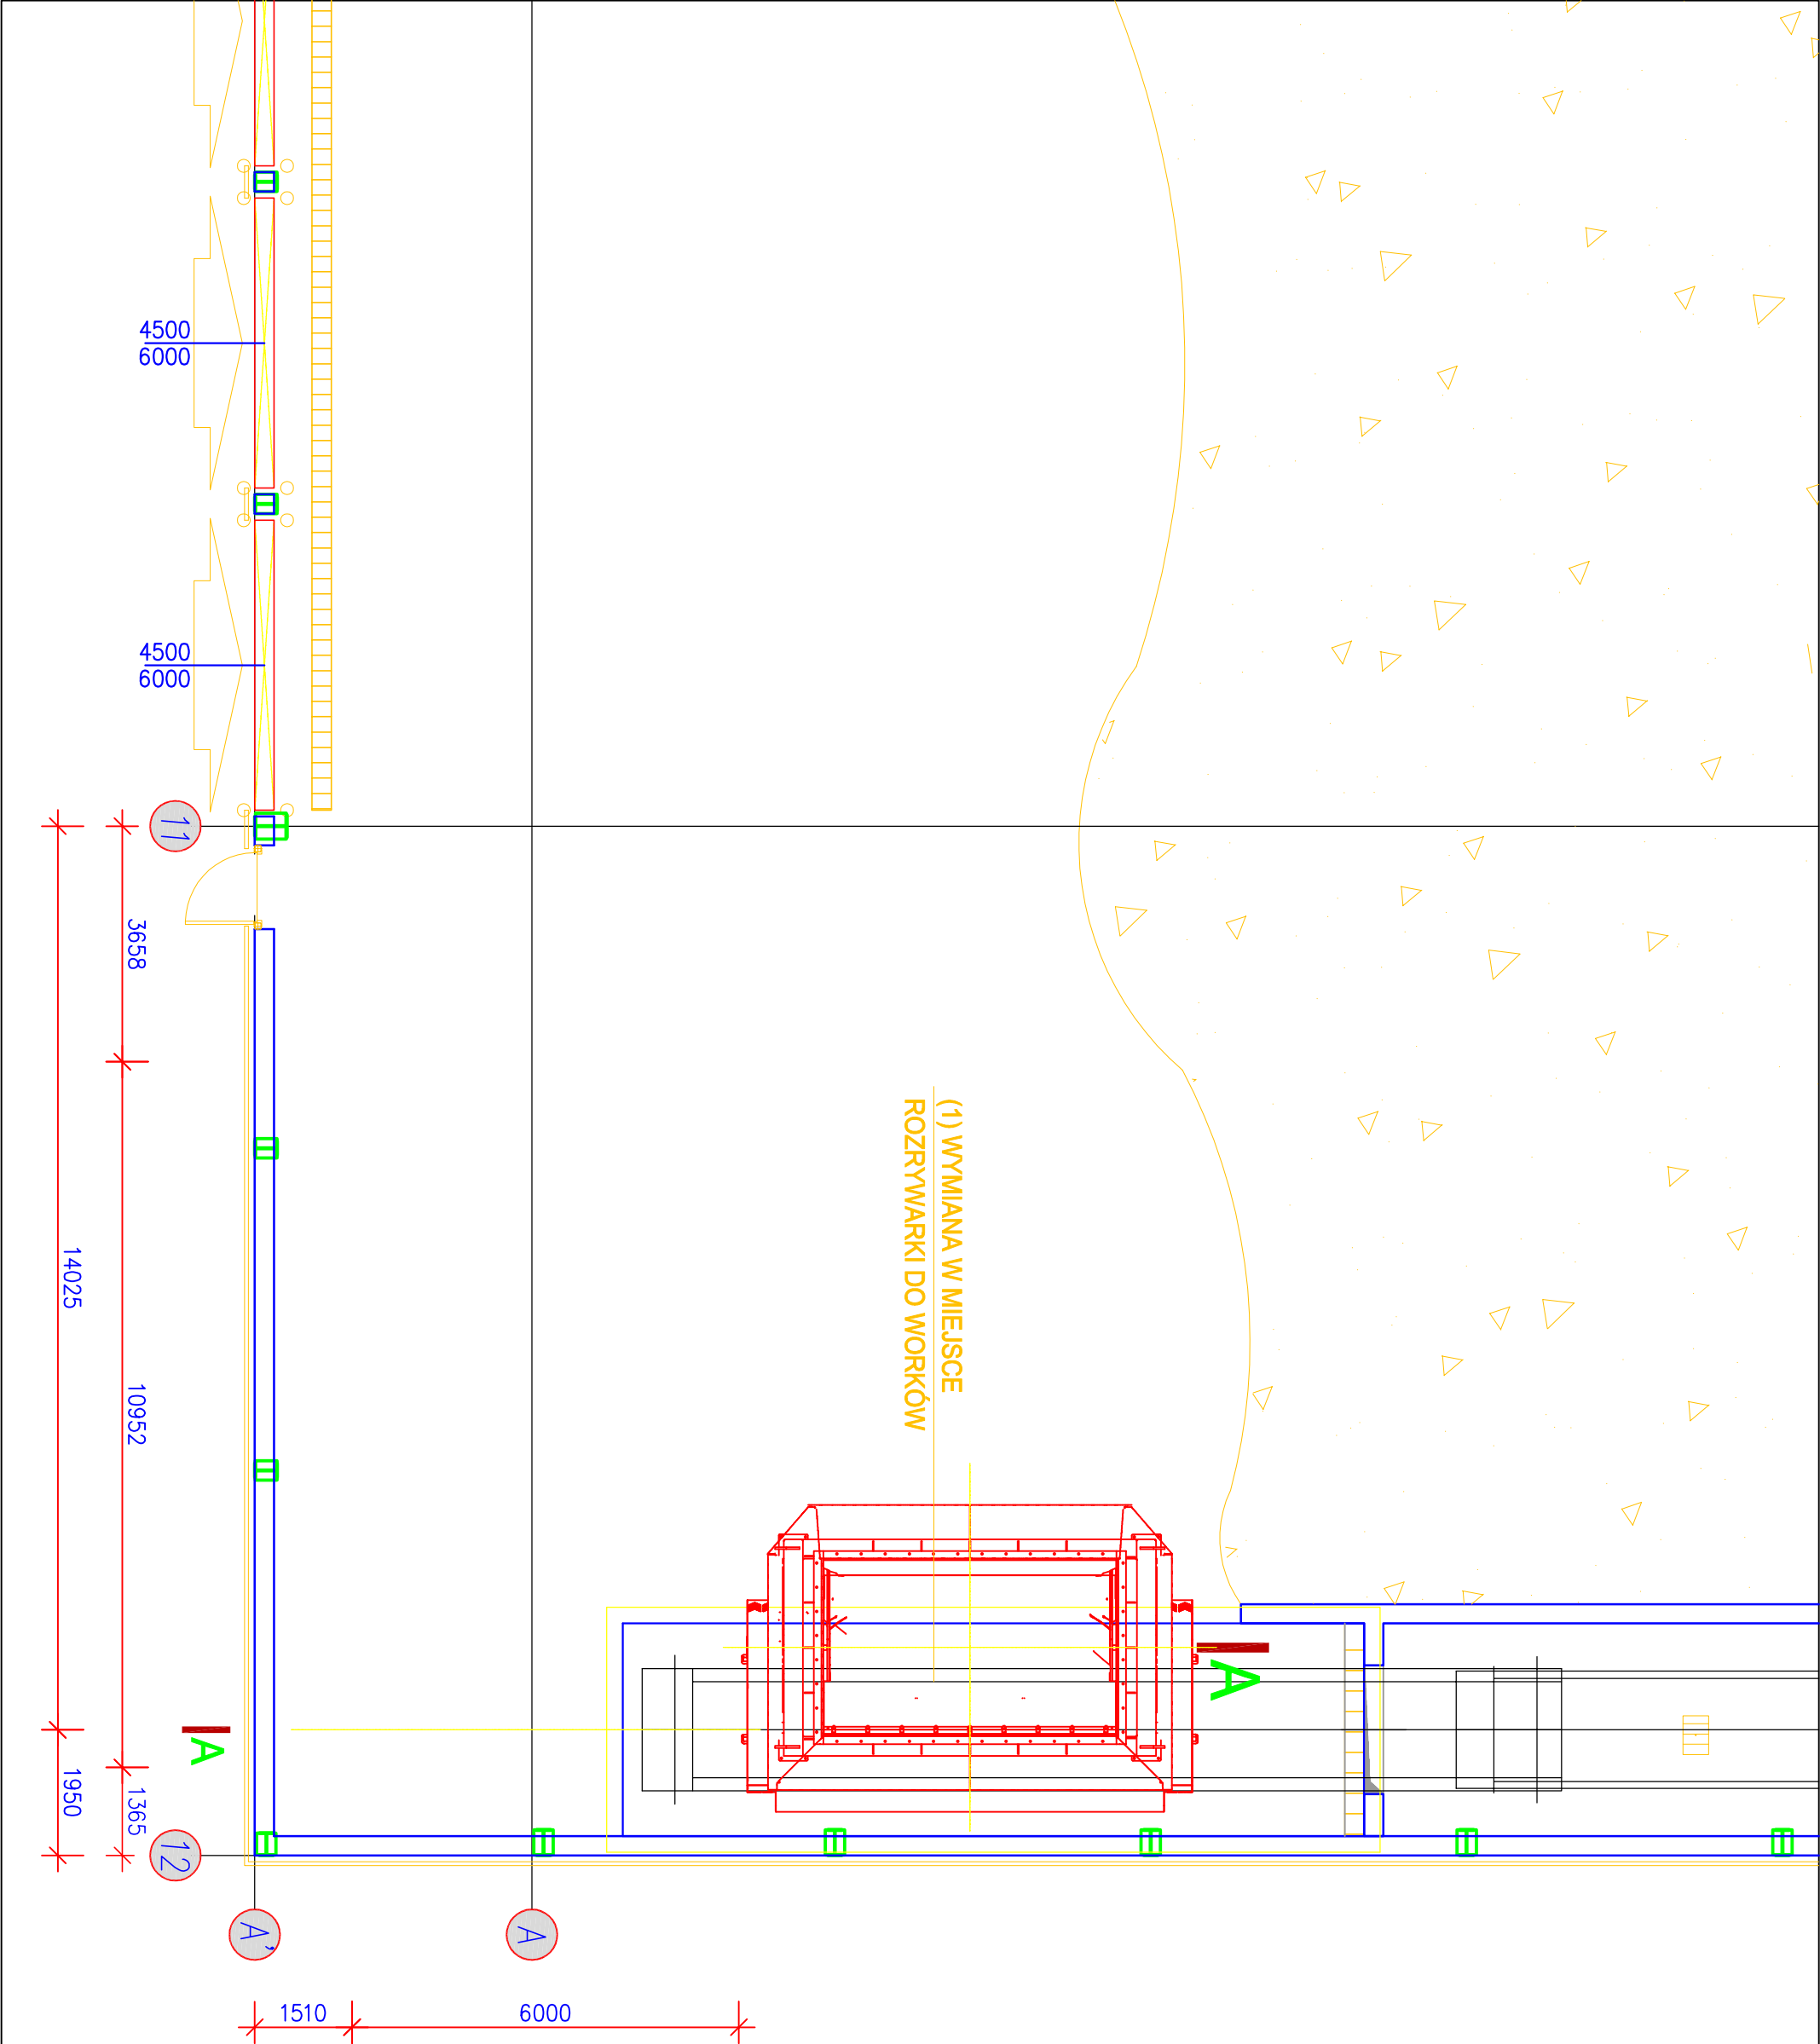 4500
6000
4500
6000
11
3658
14025
10952
(1) WYMIANA W MIEJSCE
ROZRYWARKI DO WORKÓW
A
A
1950
1365
12
A'
A
1510
6000